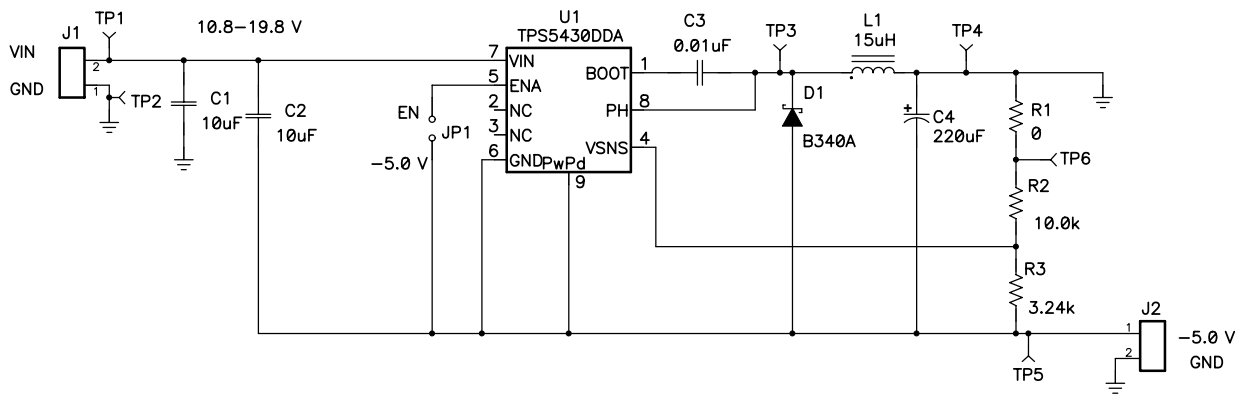 J1
TP1
VIN
2
GND
1
TP2
10.8–19.8 V
C1
10uF
C2
10uF
EN
JP1
–5.0 V
U1
TPS5430DDA
7
VIN
5
ENA
2
NC
3
NC
6
GND
PwPd
9
BOOT
1
PH
8
VSNS
4
C3
0.01uF
TP3
D1
B340A
L1
15uH
TP4
+
C4
220uF
R1
0
TP6
R2
10.0k
R3
3.24k
TP5
J2
1
–5.0 V
2
GND